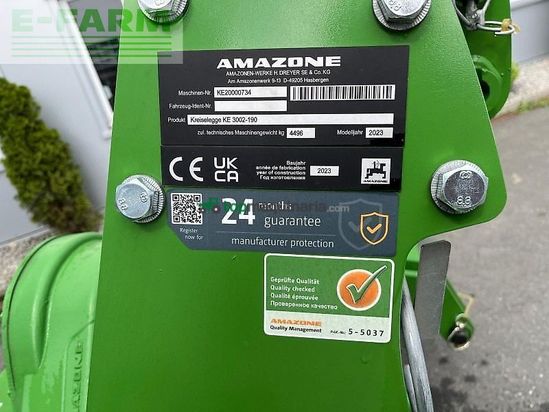 E-FARM
AMAZONE
AMAZONEN-WERKE H. DREYER SE & Co. KG
Am Amazonenwerk 9-13 D-49205 Hasbergen
Maschinen-Nr. KE20000734
Fahrzeug-Ident-Nr.
Produkt Kreiselegge KE 3002-190
zul. technisches Maschinengewicht kg 4496 Modelljahr 2023
CE UK CA
Baujahr
année de fabrication
year of construction
Год изготовления
2023
AMAZONE
24 months
guarantee
Register
now for
manufacturer protection
Geprüfte Qualität
Quality checked
Qualité éprouvée
Проверенное качество
AMAZONE
Quality Management
5-5037
8.8
AMAZONE